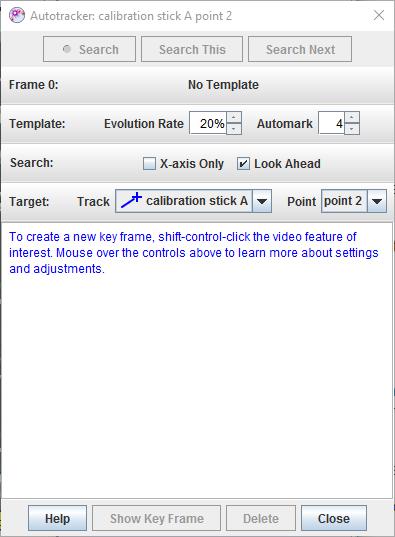 Autotracker: calibration stick A point 2
Search Search This Search Next
Frame 0: No Template
Template: Evolution Rate 20% Automark 4
Search: X-axis Only Look Ahead
Target: Track calibration stick A Point point 2
To create a new key frame, shift-control-click the video feature of
interest. Mouse over the controls above to learn more about settings
and adjustments.
Help Show Key Frame Delete Close